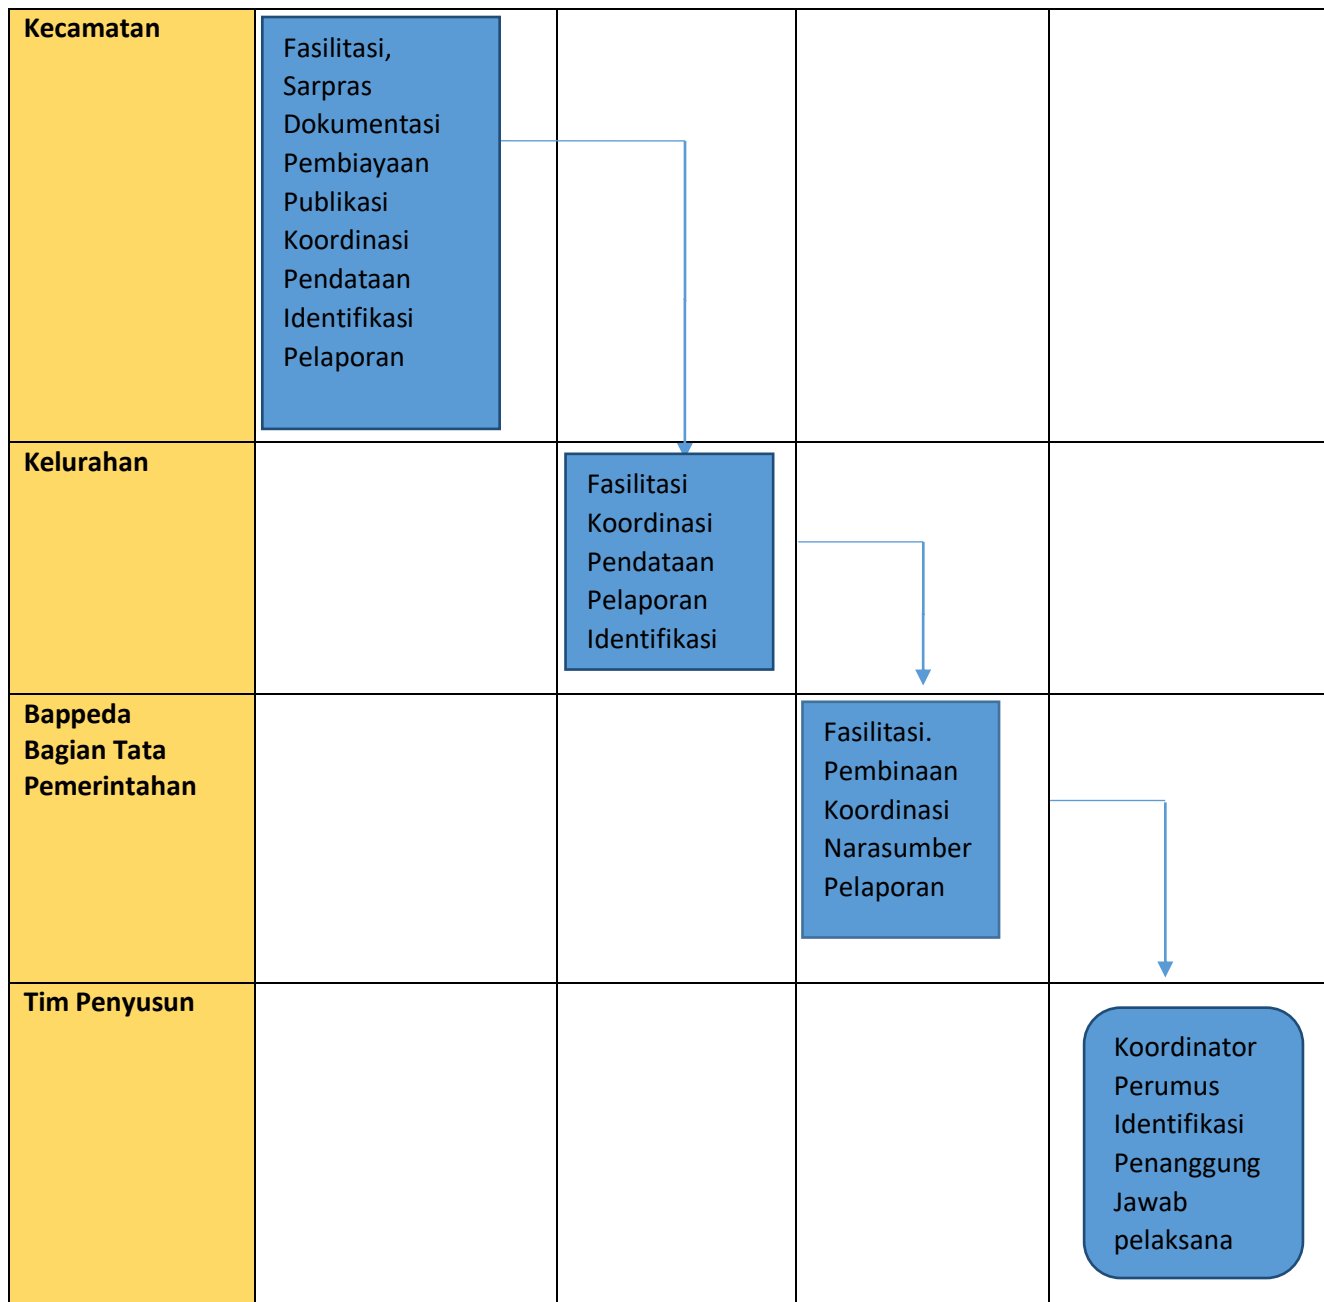 Kecamatan
Fasilitasi,
Sarpras
Dokumentasi
Pembiayaan
Publikasi
Koordinasi
Pendataan
Identifikasi
Pelaporan
Kelurahan
Fasilitasi
Koordinasi
Pendataan
Pelaporan
Identifikasi
Bappeda
Bagian Tata
Pemerintahan
Fasilitasi.
Pembinaan
Koordinasi
Narasumber
Pelaporan
Tim Penyusun
Koordinator
Perumus
Identifikasi
Penanggung
Jawab
pelaksana